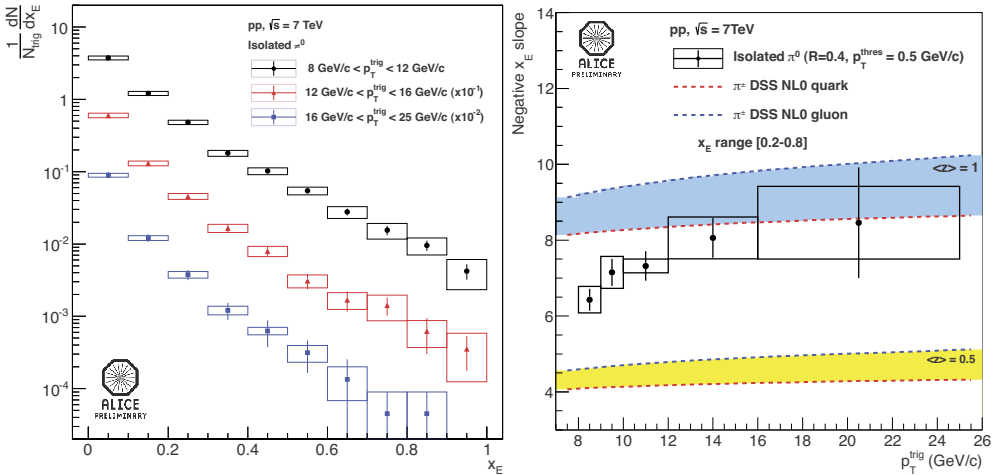 1/N_trig dN/dx_E
pp, √s = 7 TeV
Isolated π⁰
8 GeV/c < p_T^trig < 12 GeV/c
12 GeV/c < p_T^trig < 16 GeV/c (x10⁻¹)
16 GeV/c < p_T^trig < 25 GeV/c (x10⁻²)
10
1
10⁻¹
10⁻²
10⁻³
10⁻⁴
ALICE
PRELIMINARY
0 0.2 0.4 0.6 0.8 1
x_E
Negative x_E slope
14
12
10
8
6
4
ALICE
PRELIMINARY
pp, √s = 7TeV
Isolated π⁰ (R=0.4, p_T^thres = 0.5 GeV/c)
π± DSS NL0 quark
π± DSS NL0 gluon
x_E range [0.2-0.8]
<z> = 1
<z> = 0.5
8 10 12 14 16 18 20 22 24 26
p_T^trig (GeV/c)